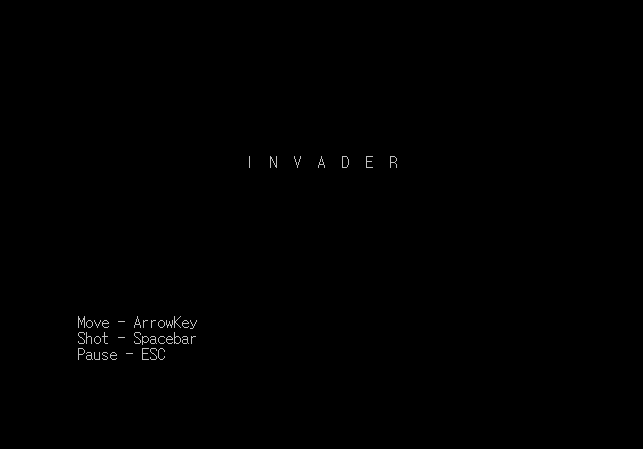 I N V A D E R
Move - ArrowKey
Shot - Spacebar
Pause - ESC